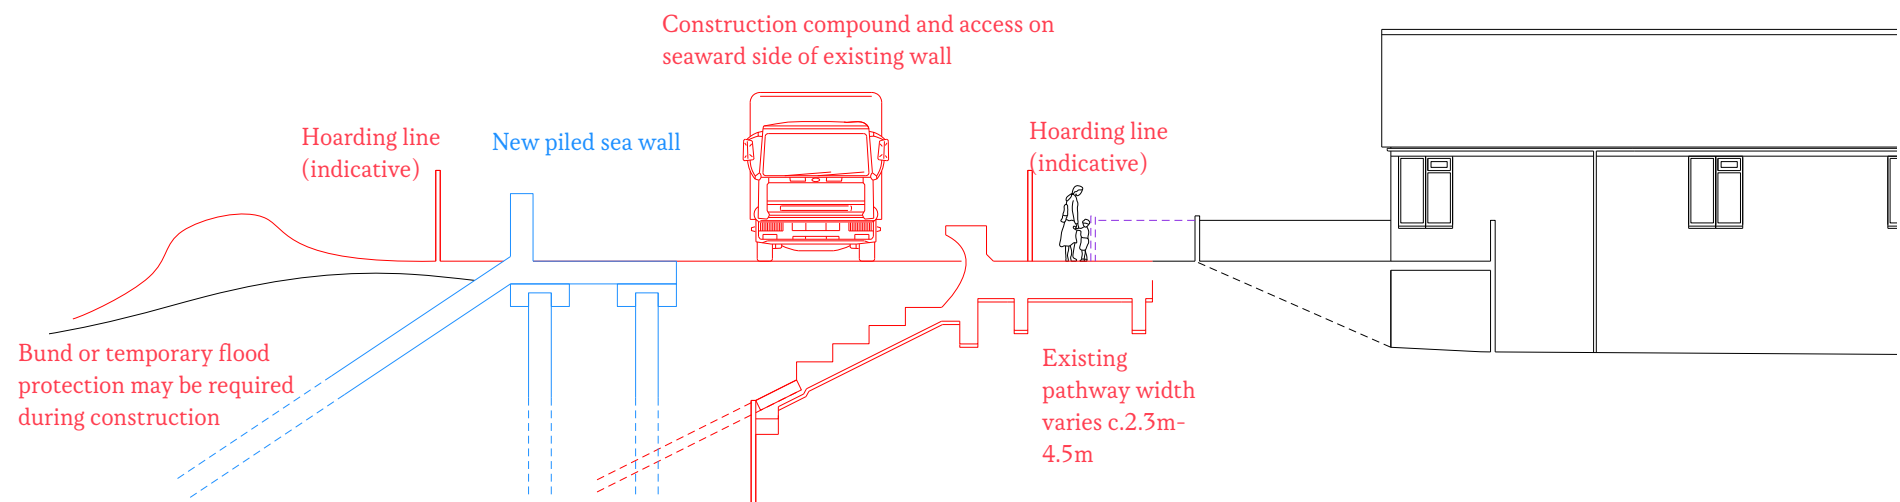 Construction compound and access on
seaward side of existing wall
Hoarding line
(indicative)
New piled sea wall
Hoarding line
(indicative)
Bund or temporary flood
protection may be required
during construction
Existing
pathway width
varies c.2.3m-
4.5m